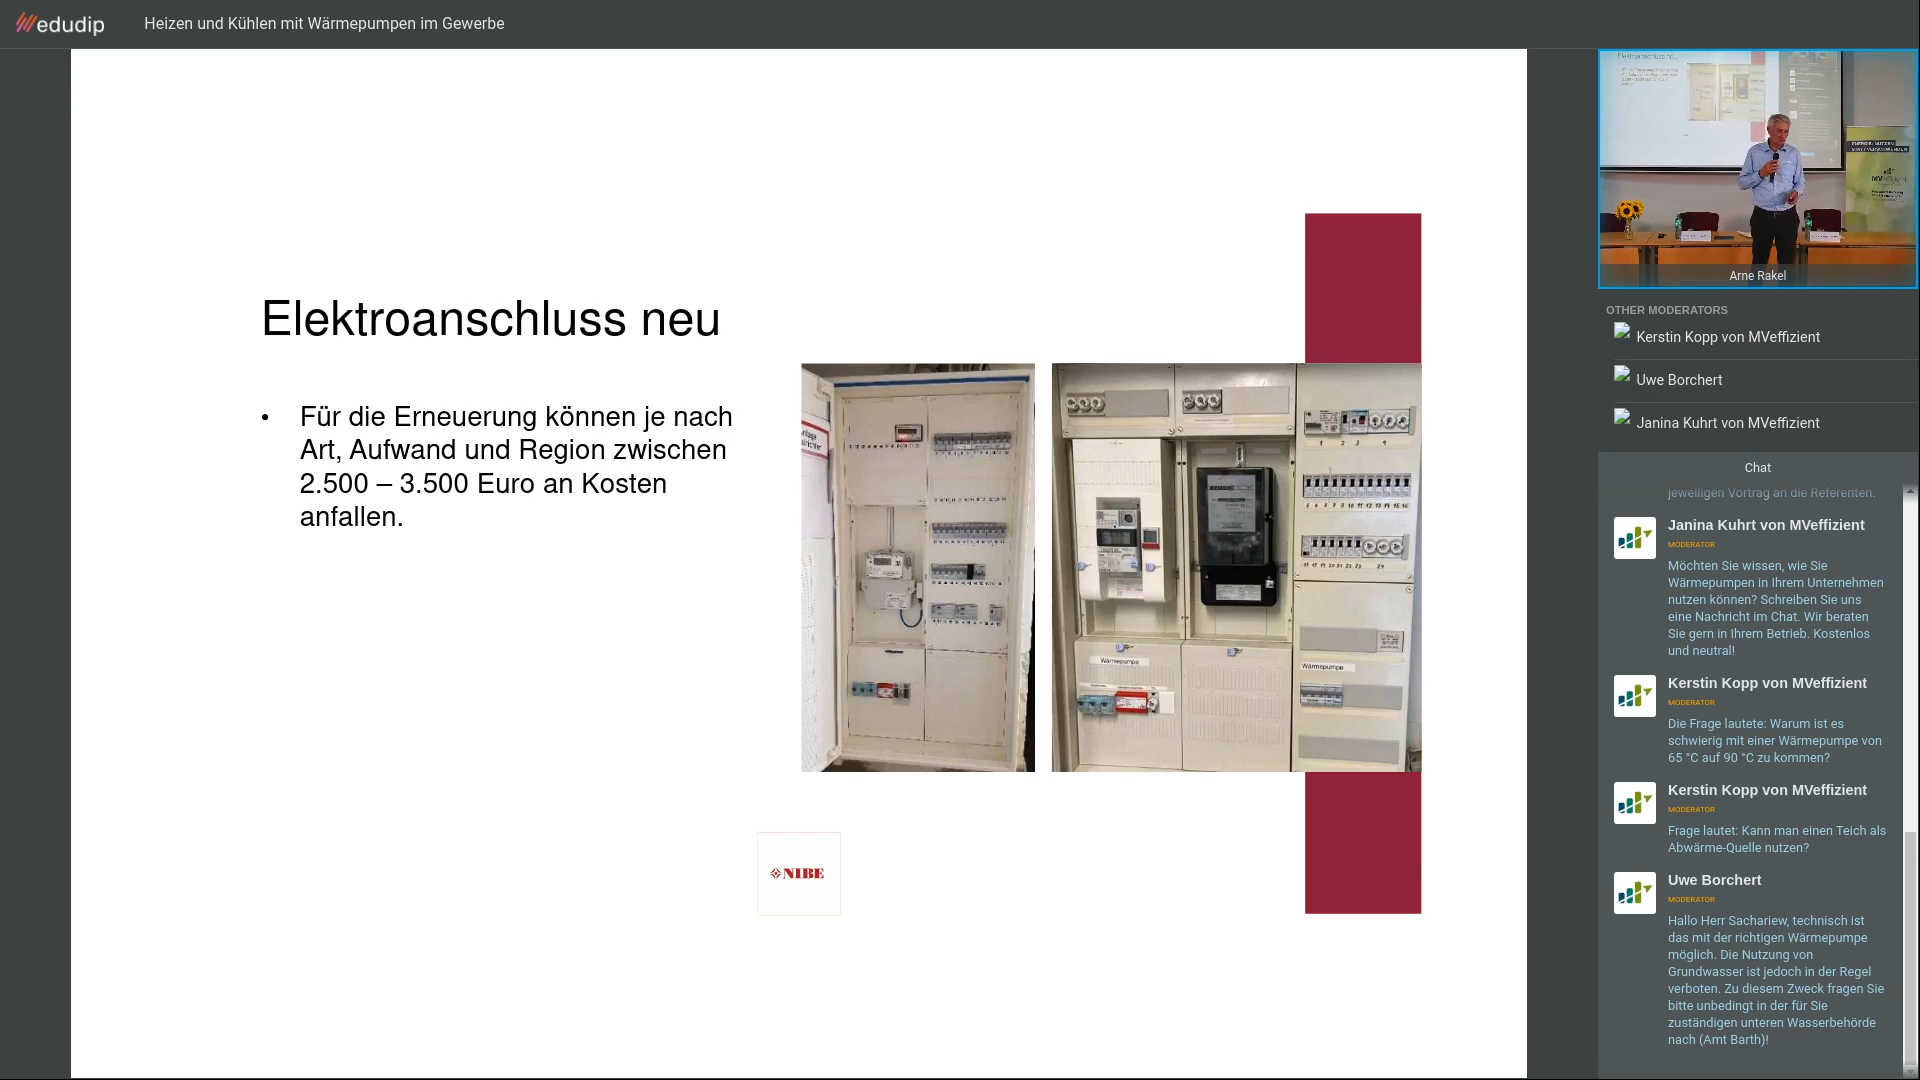 edudip
Heizen und Kühlen mit Wärmepumpen im Gewerbe
Elektroanschluss neu
• Für die Erneuerung können je nach
Art, Aufwand und Region zwischen
2.500 – 3.500 Euro an Kosten
anfallen.
Wärmepumpe
Wärmepumpe
NIBE
Elektroanschluss neu
ENERGIE NUTZEN
STATT VERSCHWENDEN
Arne Rakel
OTHER MODERATORS
Kerstin Kopp von MVeffizient
Uwe Borchert
Janina Kuhrt von MVeffizient
Chat
jeweiligen Vortrag an die Referenten.
Janina Kuhrt von MVeffizient
MODERATOR
Möchten Sie wissen, wie Sie
Wärmepumpen in Ihrem Unternehmen
nutzen können? Schreiben Sie uns
eine Nachricht im Chat. Wir beraten
Sie gern in Ihrem Betrieb. Kostenlos
und neutral!
Kerstin Kopp von MVeffizient
MODERATOR
Die Frage lautete: Warum ist es
schwierig mit einer Wärmepumpe von
65 °C auf 90 °C zu kommen?
Kerstin Kopp von MVeffizient
MODERATOR
Frage lautet: Kann man einen Teich als
Abwärme-Quelle nutzen?
Uwe Borchert
MODERATOR
Hallo Herr Sachariew, technisch ist
das mit der richtigen Wärmepumpe
möglich. Die Nutzung von
Grundwasser ist jedoch in der Regel
verboten. Zu diesem Zweck fragen Sie
bitte unbedingt in der für Sie
zuständigen unteren Wasserbehörde
nach (Amt Barth)!